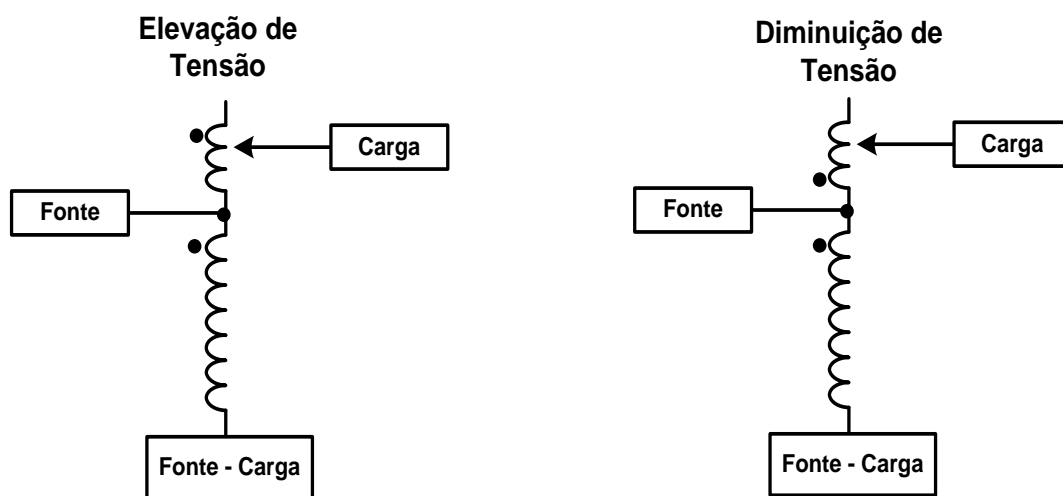 Elevação de
Tensão
Carga
Fonte
Fonte - Carga
Diminuição de
Tensão
Carga
Fonte
Fonte - Carga